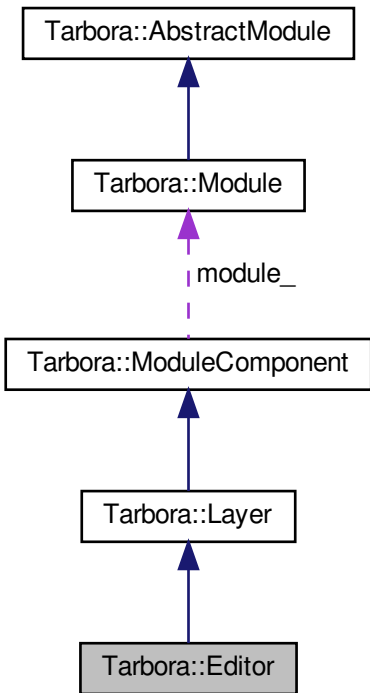 Tarbora::AbstractModule
Tarbora::Module
module_
Tarbora::ModuleComponent
Tarbora::Layer
Tarbora::Editor